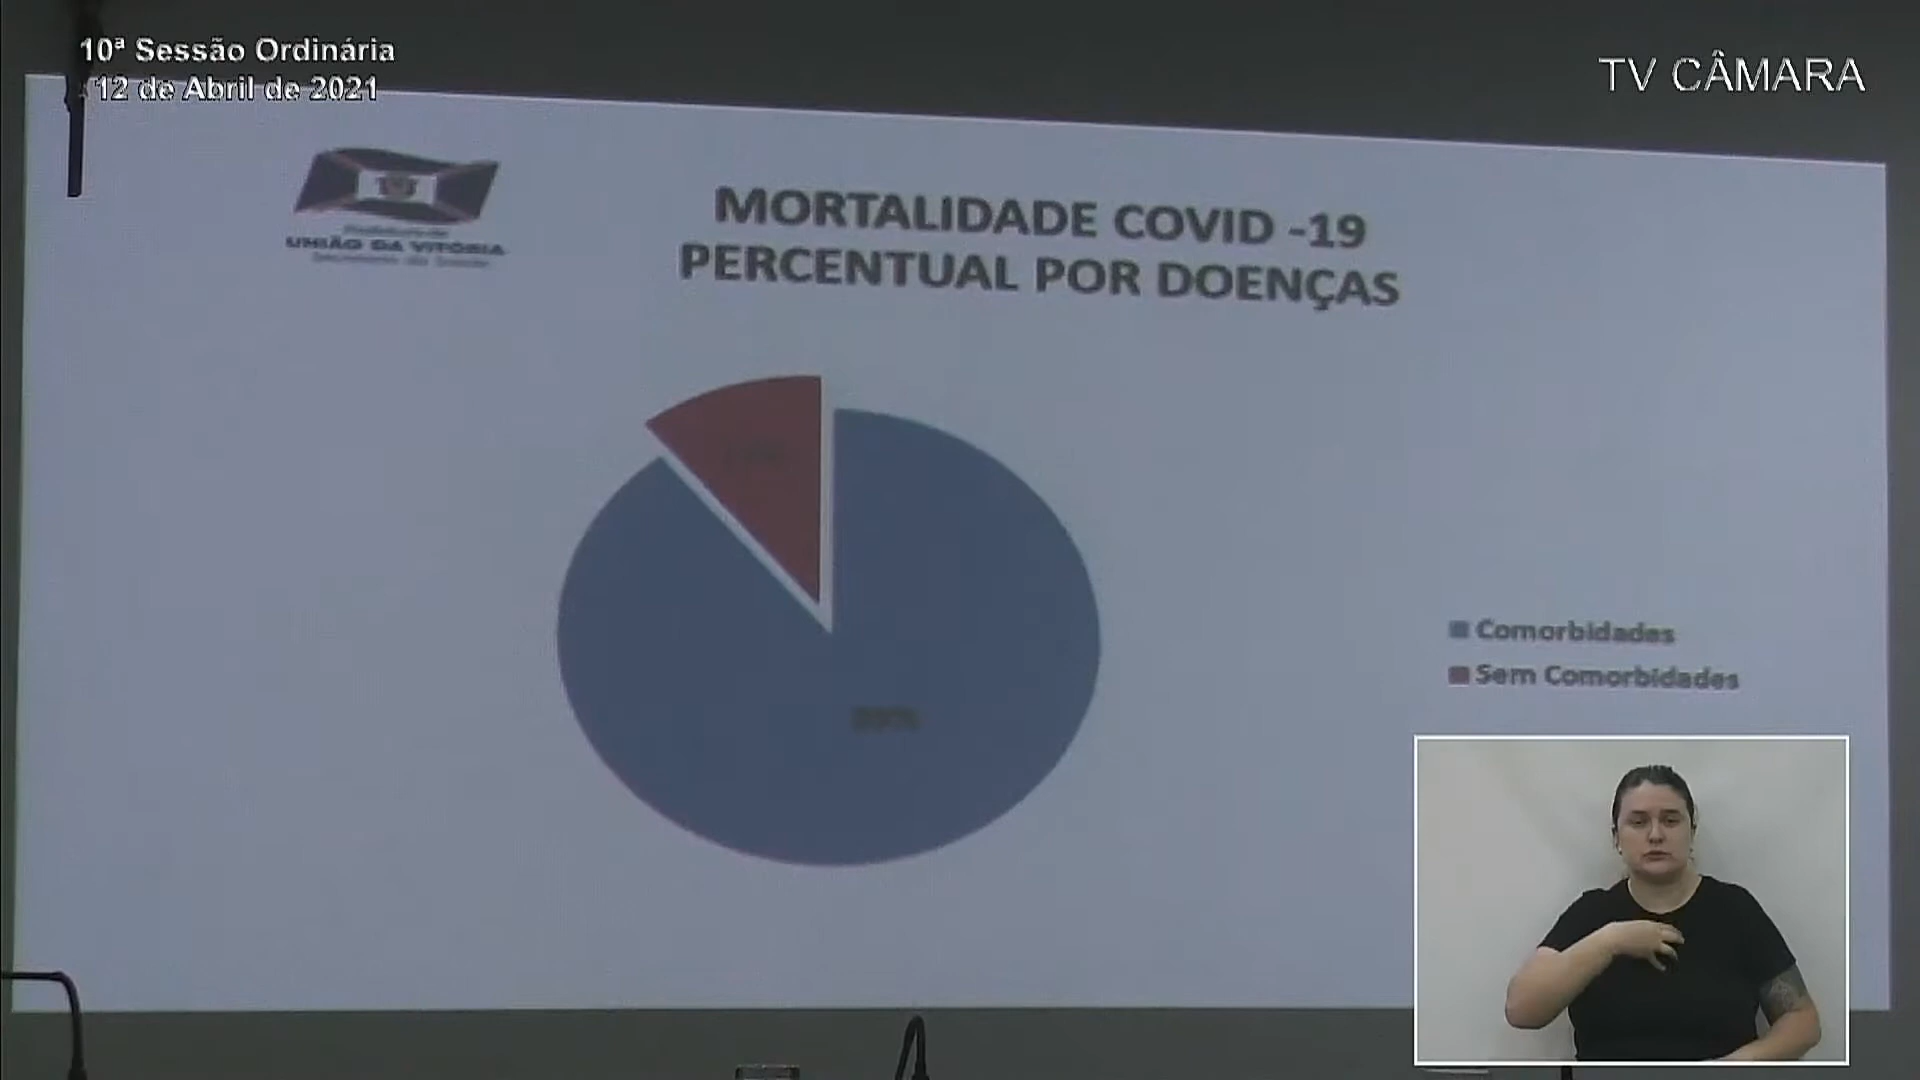 10ª Sessão Ordinária
12 de Abril de 2021
TV CÂMARA
UNIÃO DA VITÓRIA
MORTALIDADE COVID -19
PERCENTUAL POR DOENÇAS
Comorbidades
Sem Comorbidades